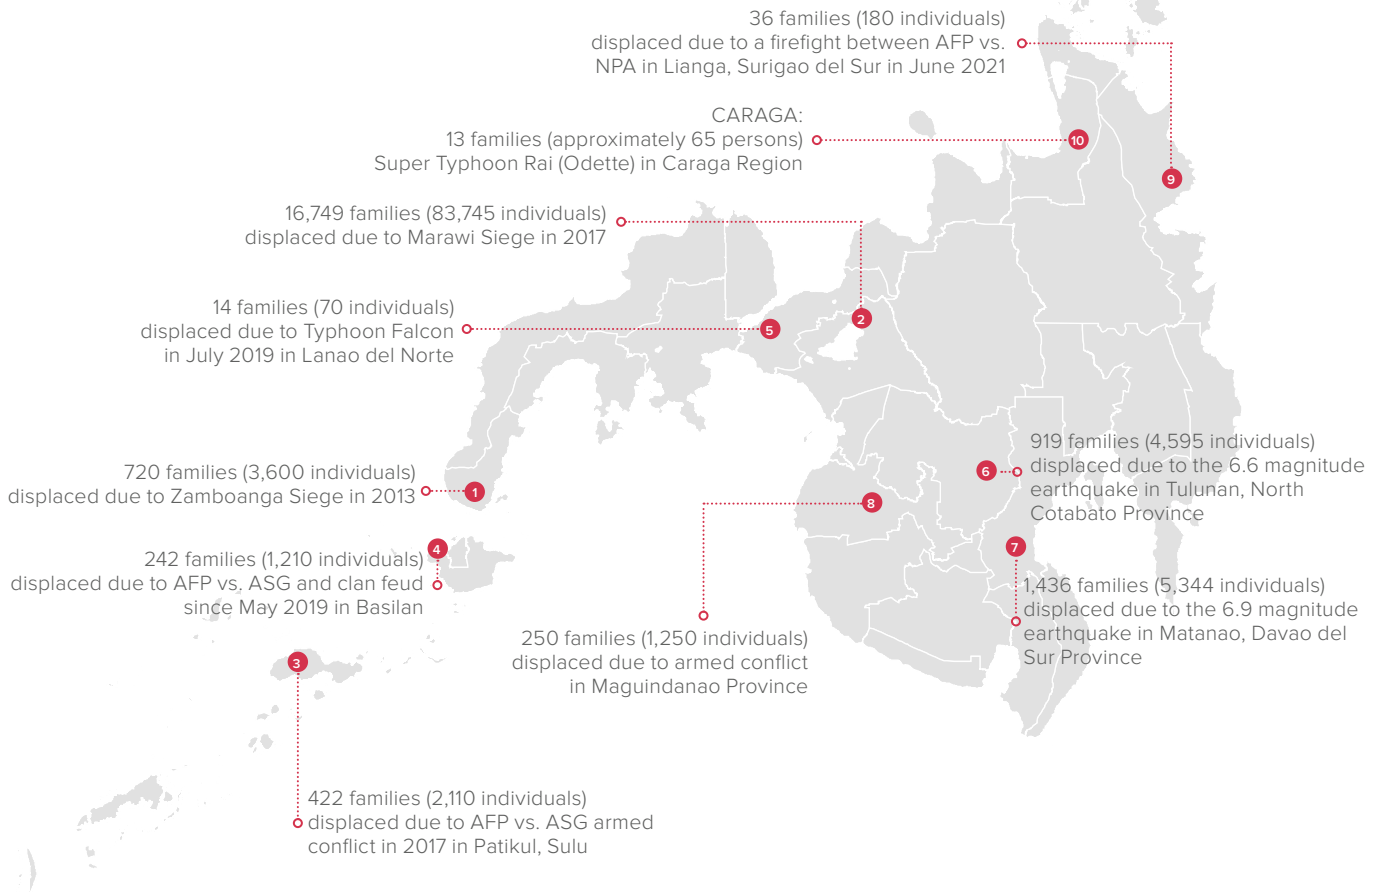 36 families (180 individuals)
displaced due to a firefight between AFP vs.
NPA in Lianga, Surigao del Sur in June 2021
CARAGA:
13 families (approximately 65 persons)
Super Typhoon Rai (Odette) in Caraga Region
10
9
16,749 families (83,745 individuals)
displaced due to Marawi Siege in 2017
14 families (70 individuals)
displaced due to Typhoon Falcon
in July 2019 in Lanao del Norte
5
2
720 families (3,600 individuals)
displaced due to Zamboanga Siege in 2013
1
919 families (4,595 individuals)
displaced due to the 6.6 magnitude
earthquake in Tulunan, North
Cotabato Province
6
8
7
242 families (1,210 individuals)
displaced due to AFP vs. ASG and clan feud
since May 2019 in Basilan
4
1,436 families (5,344 individuals)
displaced due to the 6.9 magnitude
earthquake in Matanao, Davao del
Sur Province
250 families (1,250 individuals)
displaced due to armed conflict
in Maguindanao Province
3
422 families (2,110 individuals)
displaced due to AFP vs. ASG armed
conflict in 2017 in Patikul, Sulu